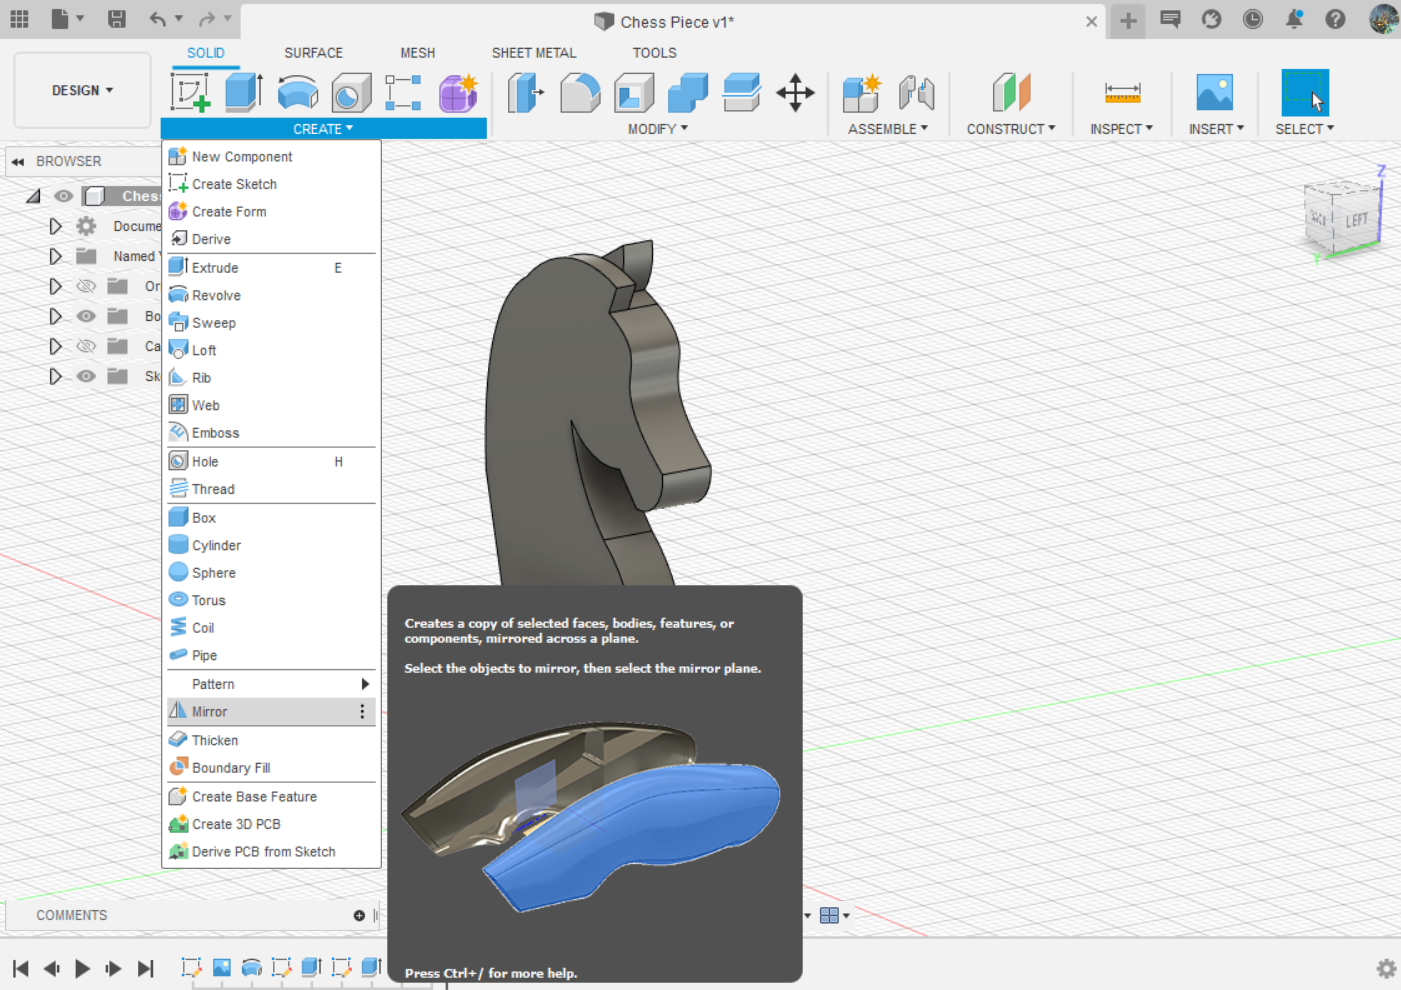 Chess Piece v1*
SOLID SURFACE MESH SHEET METAL TOOLS
DESIGN
CREATE MODIFY ASSEMBLE CONSTRUCT INSPECT INSERT SELECT
BROWSER
Ches
Docume
Named
Or
Bo
Ca
Sk
New Component
Create Sketch
Create Form
Derive
Extrude E
Revolve
Sweep
Loft
Rib
Web
Emboss
Hole H
Thread
Box
Cylinder
Sphere
Torus
Coil
Pipe
Pattern
Mirror
Thicken
Boundary Fill
Create Base Feature
Create 3D PCB
Derive PCB from Sketch
Z
BACK LEFT
Y
Creates a copy of selected faces, bodies, features, or
components, mirrored across a plane.
Select the objects to mirror, then select the mirror plane.
Press Ctrl+/ for more help.
COMMENTS